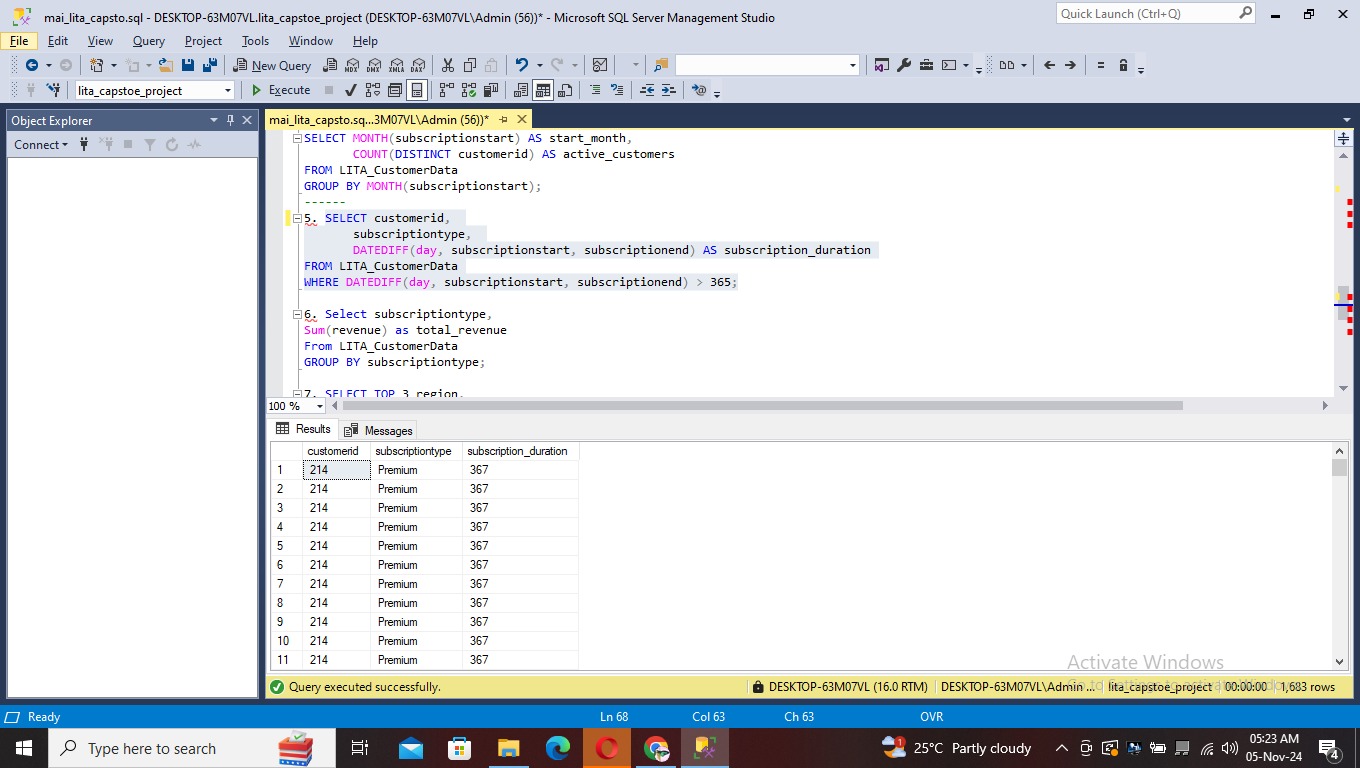 mai_lita_capsto.sql - DESKTOP-63M07VL.lita_capstoe_project (DESKTOP-63M07VL\Admin (56))* - Microsoft SQL Server Management Studio
Quick Launch (Ctrl+Q)
File Edit View Query Project Tools Window Help
New Query MDX DMX XMLA DAX
lita_capstoe_project Execute
Object Explorer
mai_lita_capsto.sq...3M07VL\Admin (56))*
Connect
SELECT MONTH(subscriptionstart) AS start_month,
COUNT(DISTINCT customerid) AS active_customers
FROM LITA_CustomerData
GROUP BY MONTH(subscriptionstart);
------
5. SELECT customerid,
subscriptiontype,
DATEDIFF(day, subscriptionstart, subscriptionend) AS subscription_duration
FROM LITA_CustomerData
WHERE DATEDIFF(day, subscriptionstart, subscriptionend) > 365;
6. Select subscriptiontype,
Sum(revenue) as total_revenue
From LITA_CustomerData
GROUP BY subscriptiontype;
7. SELECT TOP 3 region,
100 %
Results Messages
customerid subscriptiontype subscription_duration
1 214 Premium 367
2 214 Premium 367
3 214 Premium 367
4 214 Premium 367
5 214 Premium 367
6 214 Premium 367
7 214 Premium 367
8 214 Premium 367
9 214 Premium 367
10 214 Premium 367
11 214 Premium 367
Activate Windows
Go to Settings to activate Windows.
Query executed successfully. DESKTOP-63M07VL (16.0 RTM) DESKTOP-63M07VL\Admin ... lita_capstoe_project 00:00:00 1,683 rows
Ready Ln 68 Col 63 Ch 63 OVR
Type here to search
1 25°C Partly cloudy
05:23 AM
05-Nov-24
4